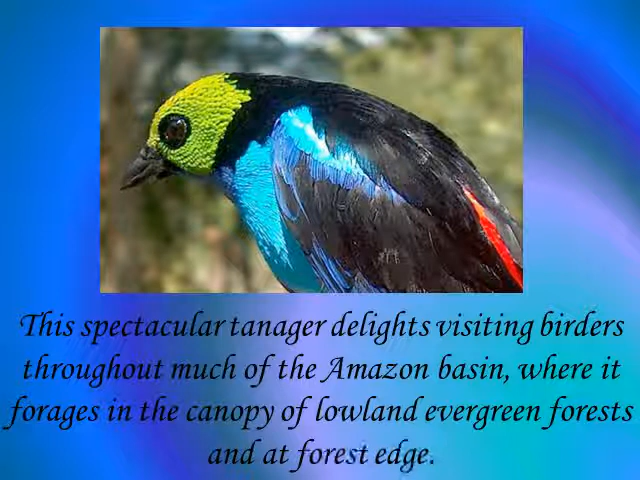 This spectacular tanager delights visiting birders
throughout much of the Amazon basin, where it
forages in the canopy of lowland evergreen forests
and at forest edge.